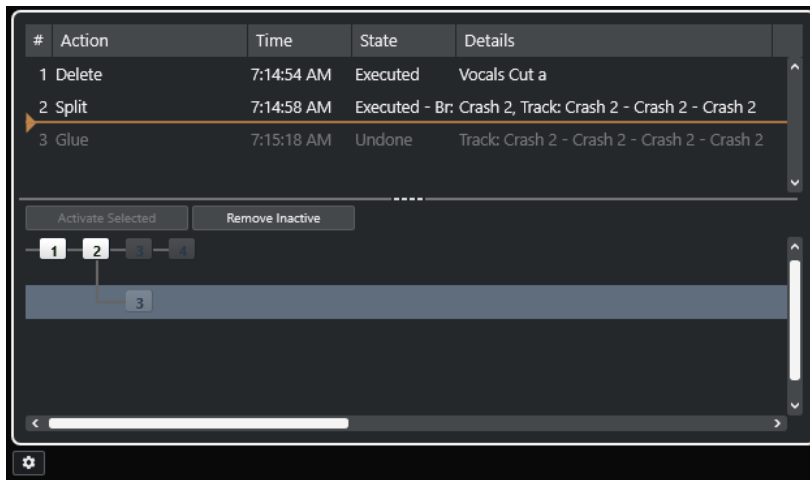 # Action Time State Details
1 Delete 7:14:54 AM Executed Vocals Cut a
2 Split 7:14:58 AM Executed - Br: Crash 2, Track: Crash 2 - Crash 2 - Crash 2
3 Glue 7:15:18 AM Undone Track: Crash 2 - Crash 2 - Crash 2 - Crash 2
Activate Selected Remove Inactive
1 2 3 4
3